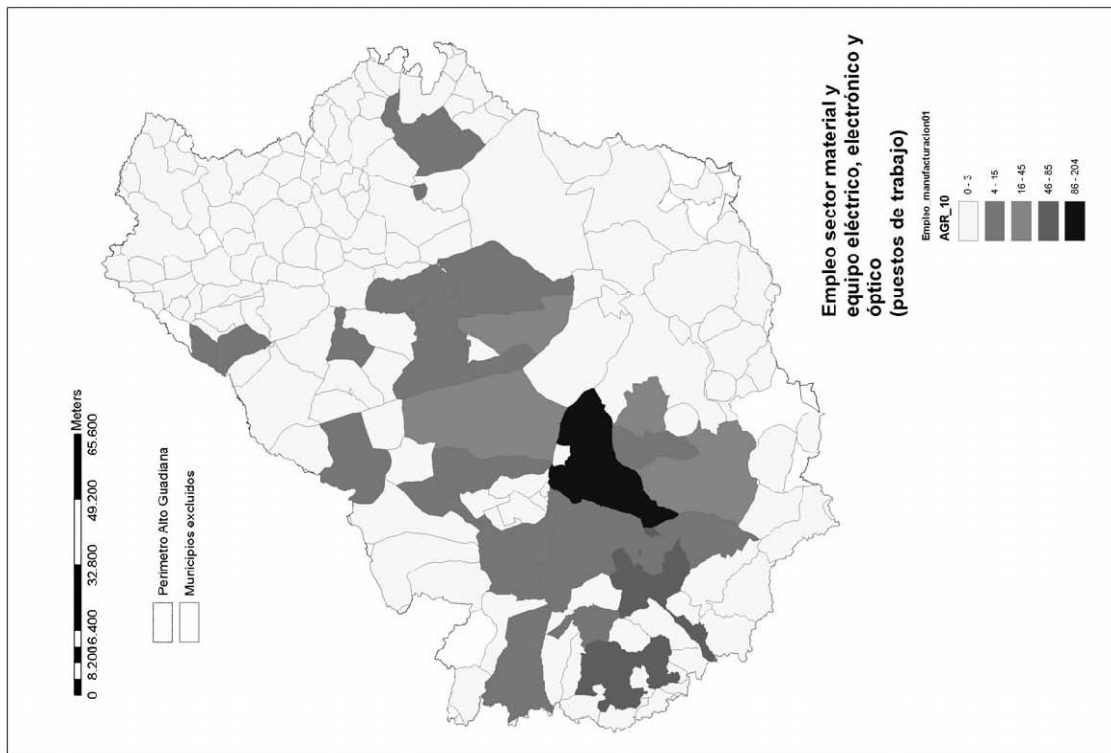 0 8.200 16.400 32.800 49.200 65.600
Meters
Perímetro Alto Guadiana
Municipios excluidos
Empleo sector material y
equipo eléctrico, electrónico y
óptico
(puestos de trabajo)
Empleo_manufacturacion01
AGR_10
0 - 3
4 - 15
16 - 45
46 - 85
86 - 204